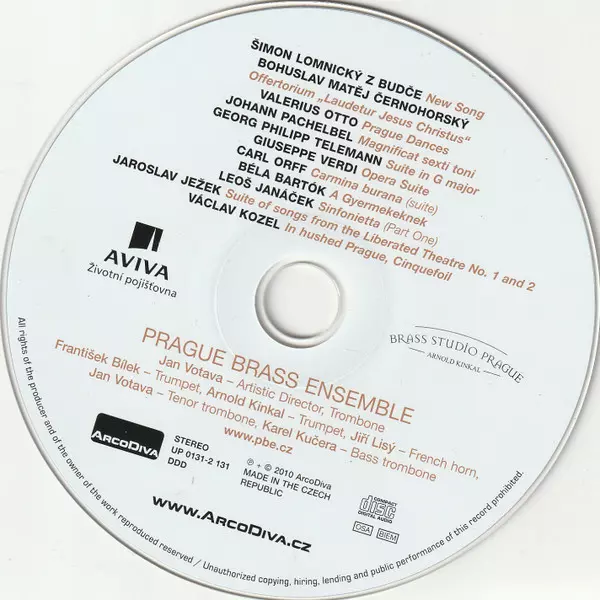 ŠIMON LOMNICKÝ Z BUDČE New Song
BOHUSLAV MATĚJ ČERNOHORSKÝ
Offertorium „Laudetur Jesus Christus"
VALERIUS OTTO Prague Dances
JOHANN PACHELBEL Magnificat sexti toni
GEORG PHILIPP TELEMANN Suite in G major
GIUSEPPE VERDI Opera Suite
CARL ORFF Carmina burana (suite)
BÉLA BARTÓK A Gyermekeknek
LEOŠ JANÁČEK Sinfonietta (Part One)
JAROSLAV JEŽEK Suite of songs from the Liberated Theatre No. 1 and 2
VÁCLAV KOZEL In hushed Prague, Cinquefoil
AVIVA
Životní pojišťovna
BRASS STUDIO PRAGUE
ARNOLD KINKAL
PRAGUE BRASS ENSEMBLE
Jan Votava – Artistic Director, Trombone
František Bílek – Trumpet, Arnold Kinkal – Trumpet, Jiří Lisý – French horn,
Jan Votava – Tenor trombone, Karel Kučera – Bass trombone
www.pbe.cz
ARCODIVA
STEREO
UP 0131-2 131
DDD
℗ + © 2010 ArcoDiva
MADE IN THE CZECH
REPUBLIC
COMPACT
disc
DIGITAL AUDIO
OSA
BIEM
www.ArcoDiva.cz
All rights of the producer and of the owner of the work reproduced reserved / Unauthorized copying, hiring, lending and public performance of this record prohibited.